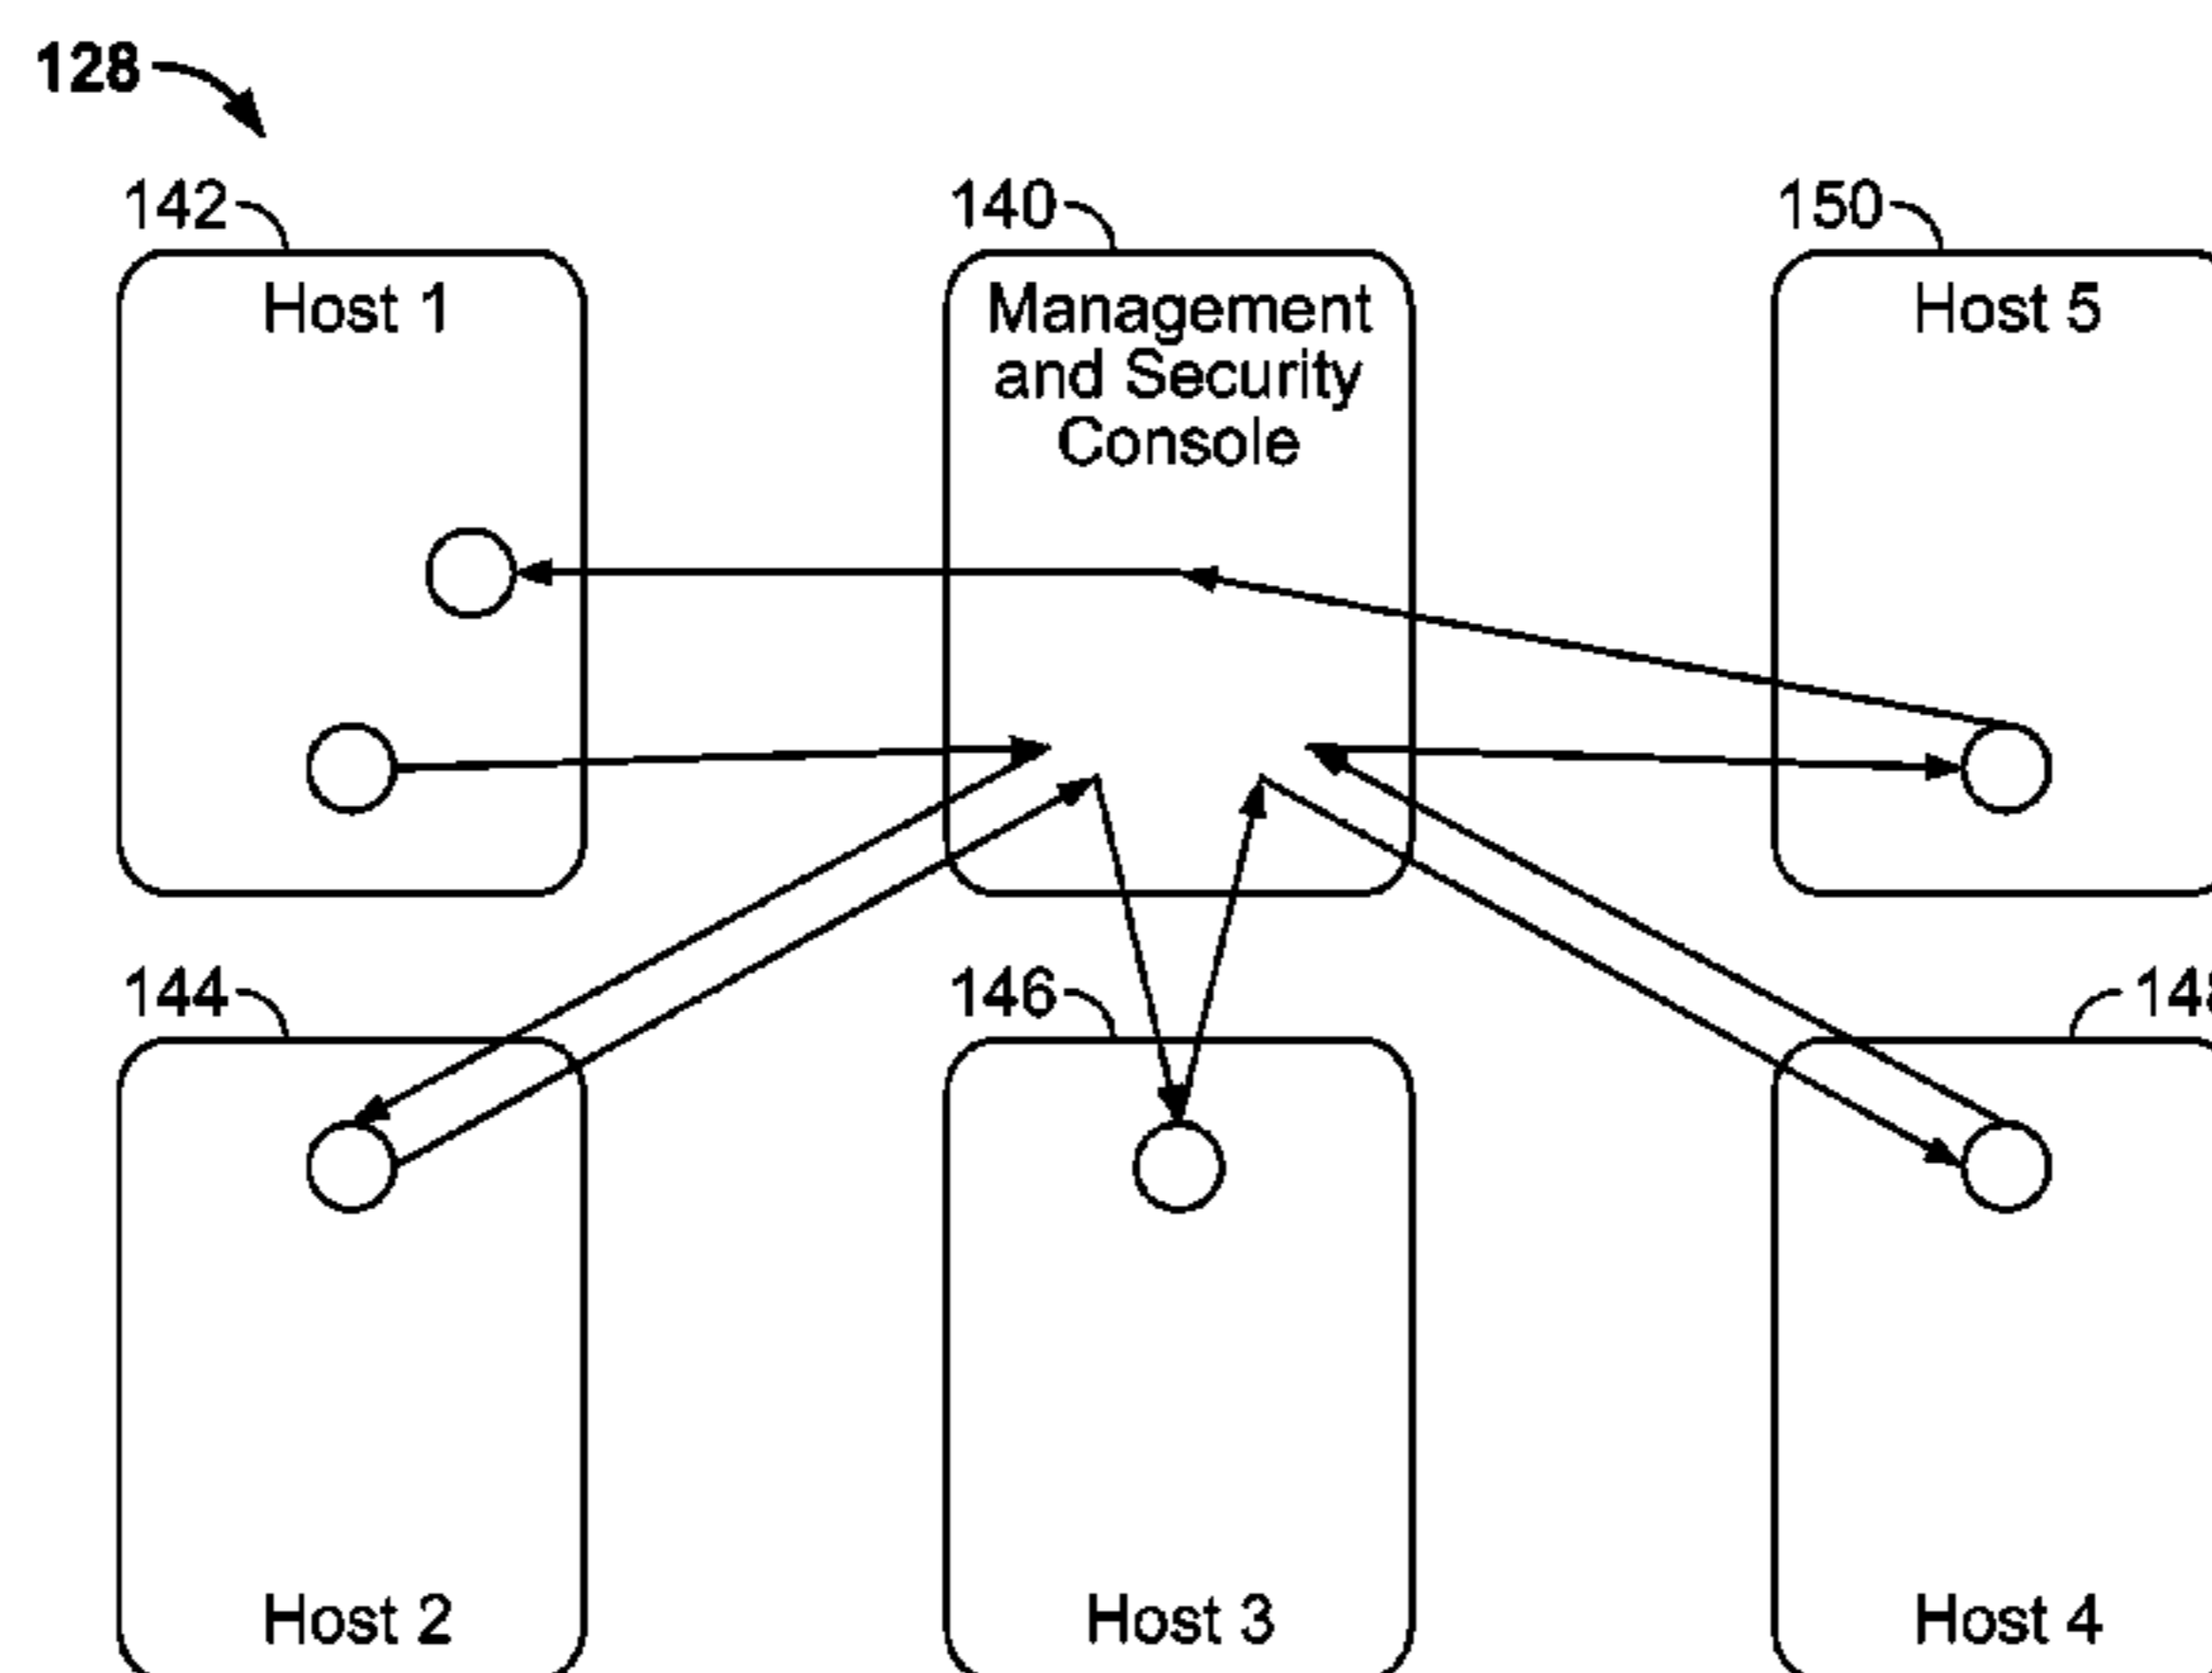 128
142
140
150
Host 1
Management
and Security
Console
Host 5
144
146
Host 2
Host 3
Host 4